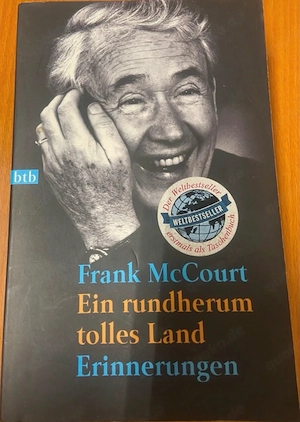 btb
Der Weltbestseller
WELTBESTSELLER
erstmals als Taschenbuch
Frank McCourt
Ein rundherum
tolles Land
Erinnerungen